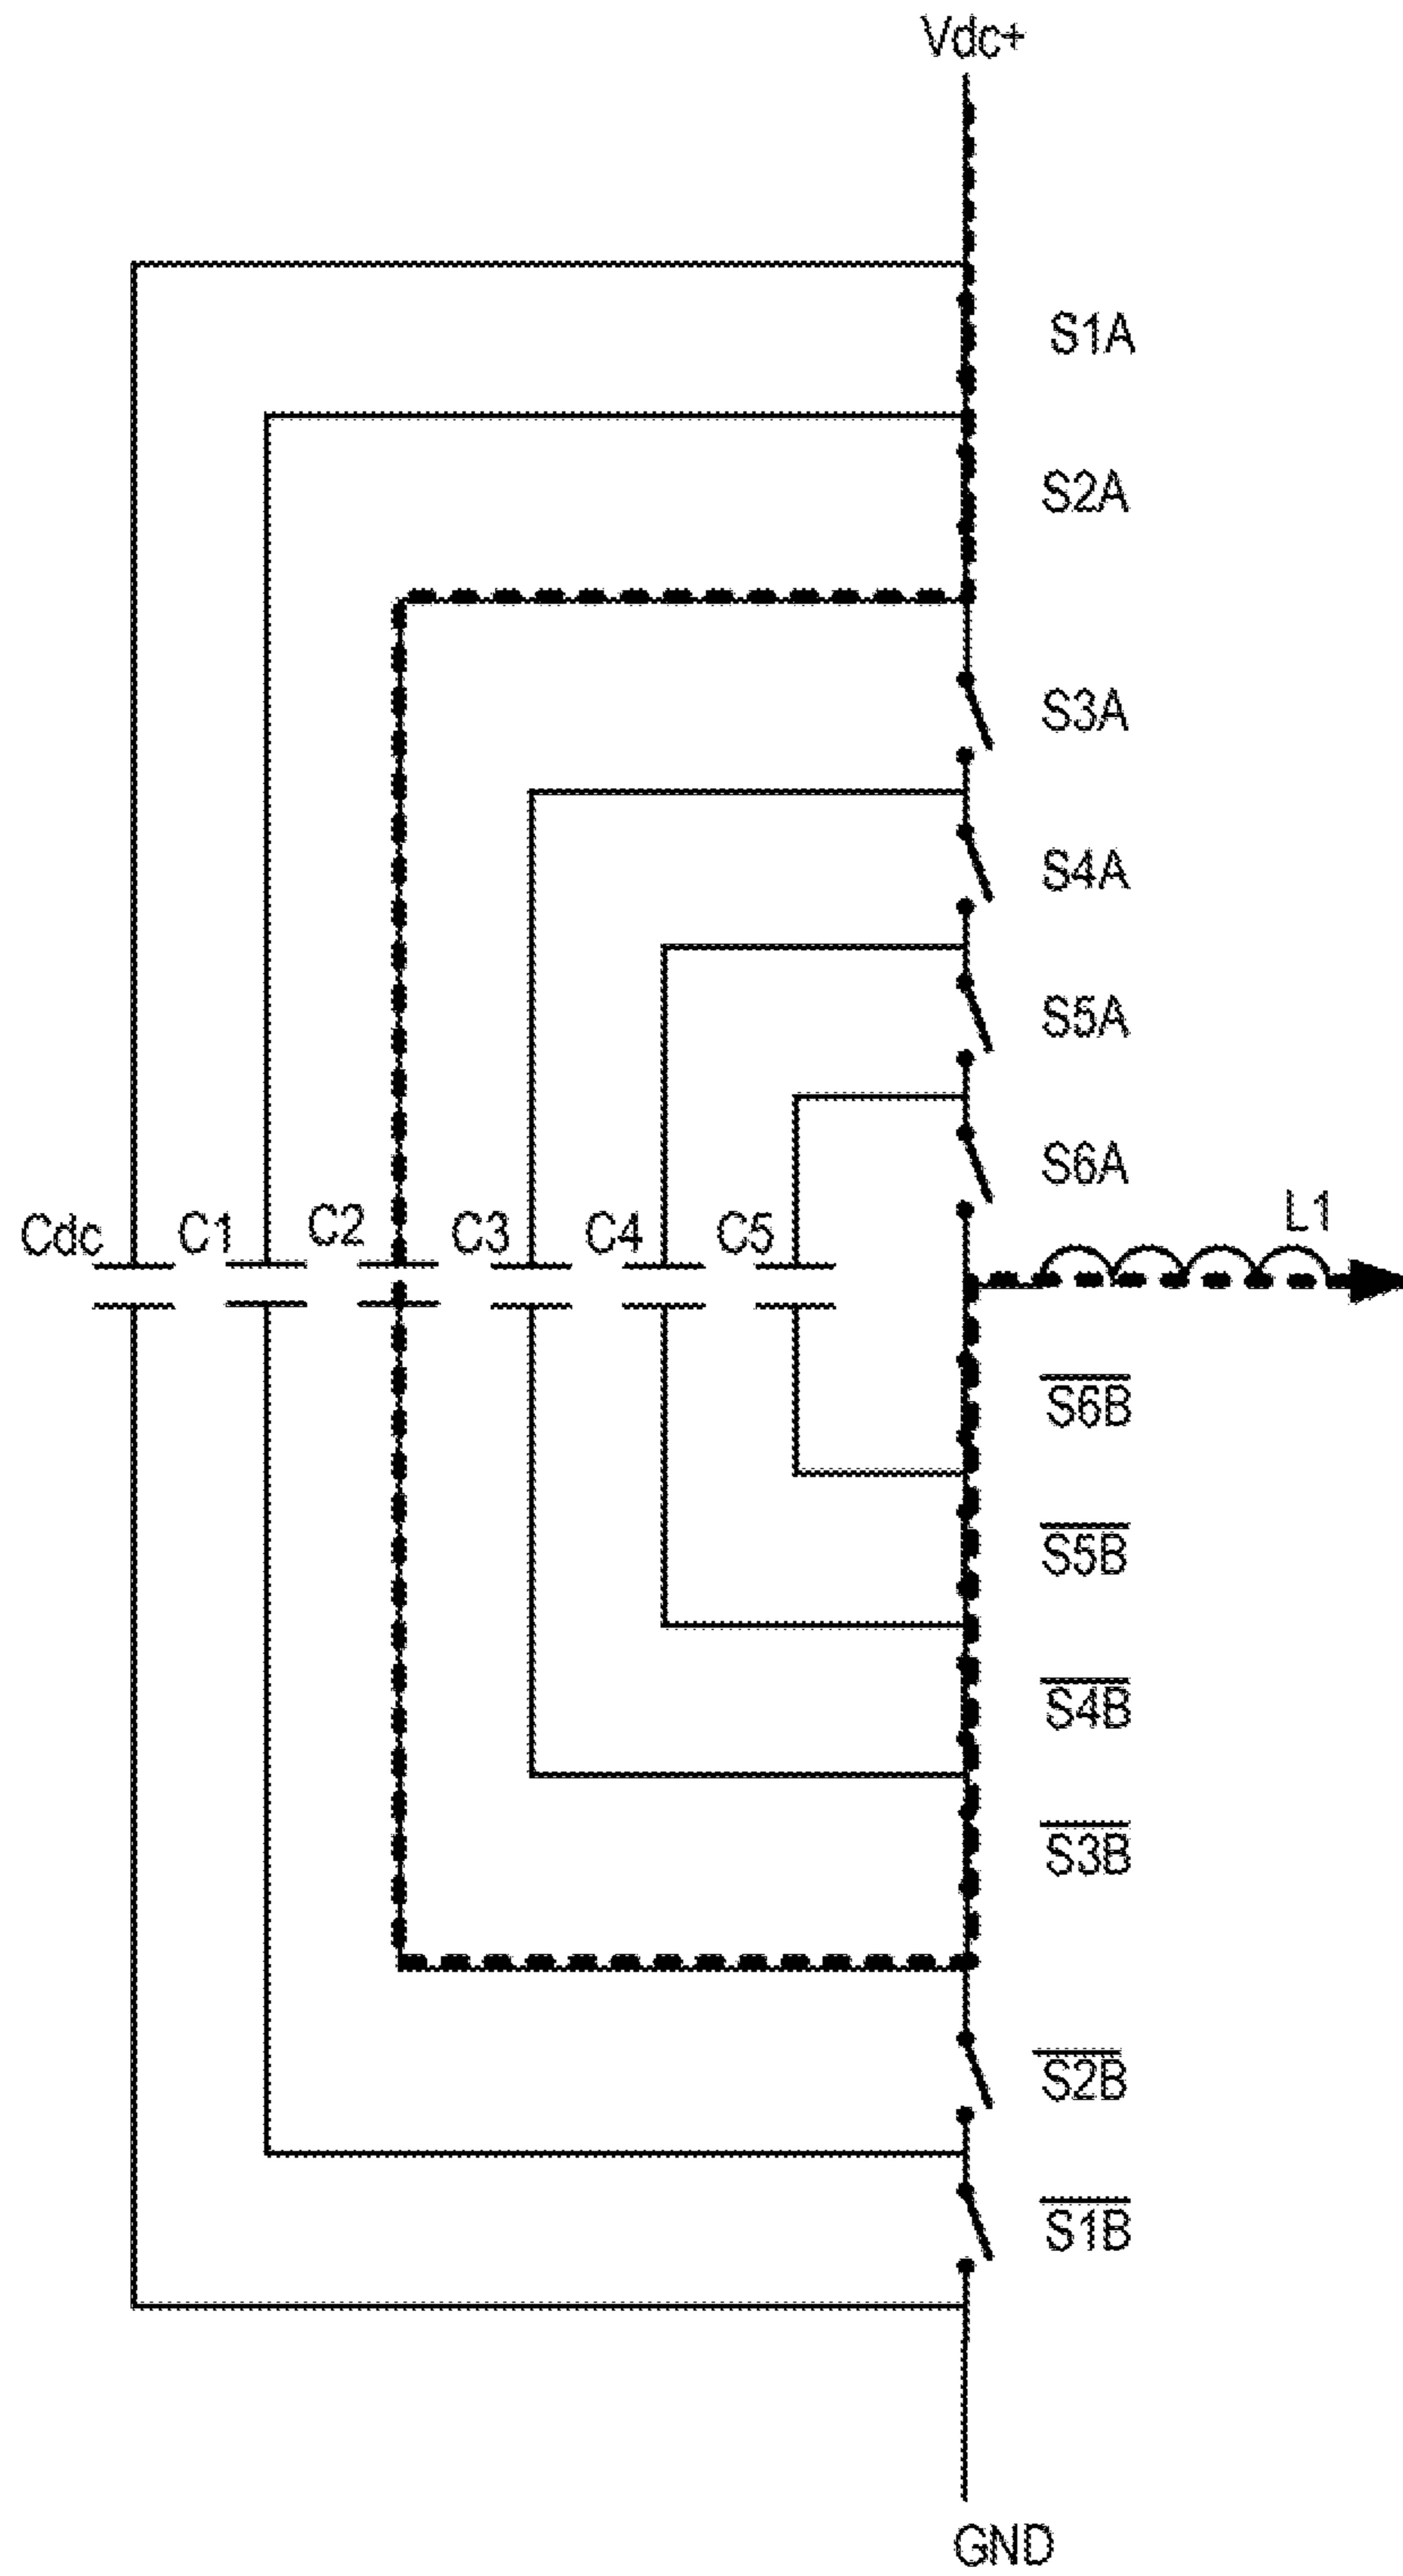 Vdc+
S1A
S2A
S3A
S4A
S5A
S6A
L1
Cdc C1 C2 C3 C4 C5
S6B
S5B
S4B
S3B
S2B
S1B
GND